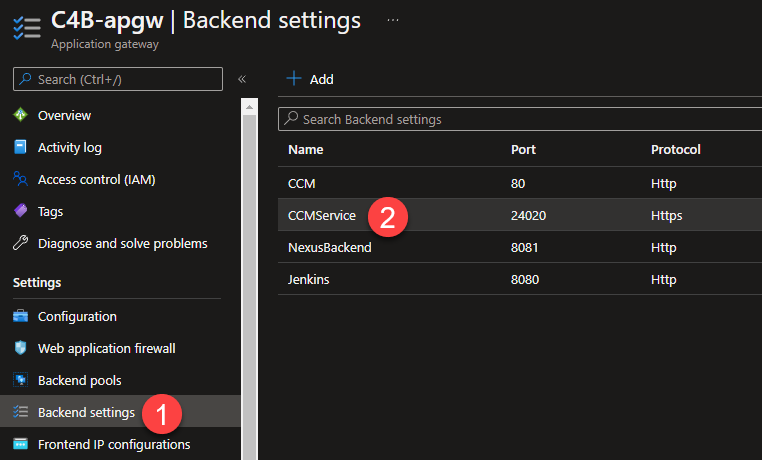 C4B-apgw | Backend settings ...
Application gateway
Search (Ctrl+/) «
Overview
Activity log
Access control (IAM)
Tags
Diagnose and solve problems
Settings
Configuration
Web application firewall
Backend pools
Backend settings 1
Frontend IP configurations
+ Add
Search Backend settings
Name Port Protocol
CCM 80 Http
CCMService 2 24020 Https
NexusBackend 8081 Http
Jenkins 8080 Http